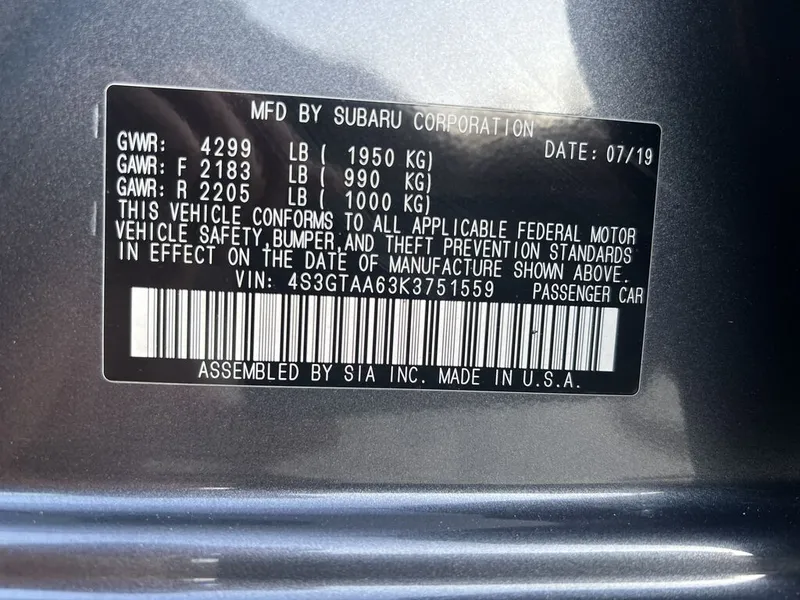 MFD BY SUBARU CORPORATION
GVWR: 4299 LB ( 1950 KG) DATE: 07/19
GAWR: F 2183 LB ( 990 KG)
GAWR: R 2205 LB ( 1000 KG)
THIS VEHICLE CONFORMS TO ALL APPLICABLE FEDERAL MOTOR
VEHICLE SAFETY,BUMPER,AND THEFT PREVENTION STANDARDS
IN EFFECT ON THE DATE OF MANUFACTURE SHOWN ABOVE.
VIN: 4S3GTAA63K3751559 PASSENGER CAR
ASSEMBLED BY SIA INC. MADE IN U.S.A.